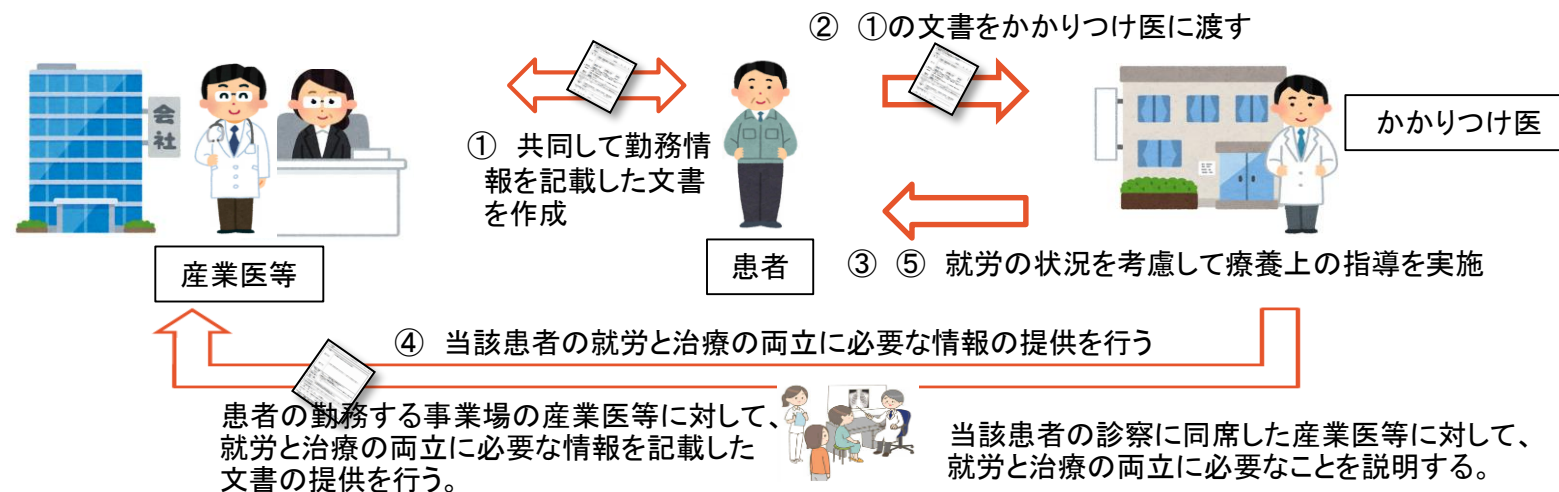 ② ①の文書をかかりつけ医に渡す
会社
① 共同して勤務情
報を記載した文書
を作成
かかりつけ医
産業医等
患者
③ ⑤ 就労の状況を考慮して療養上の指導を実施
④ 当該患者の就労と治療の両立に必要な情報の提供を行う
患者の勤務する事業場の産業医等に対して、
就労と治療の両立に必要な情報を記載した
文書の提供を行う。
当該患者の診察に同席した産業医等に対して、
就労と治療の両立に必要なことを説明する。